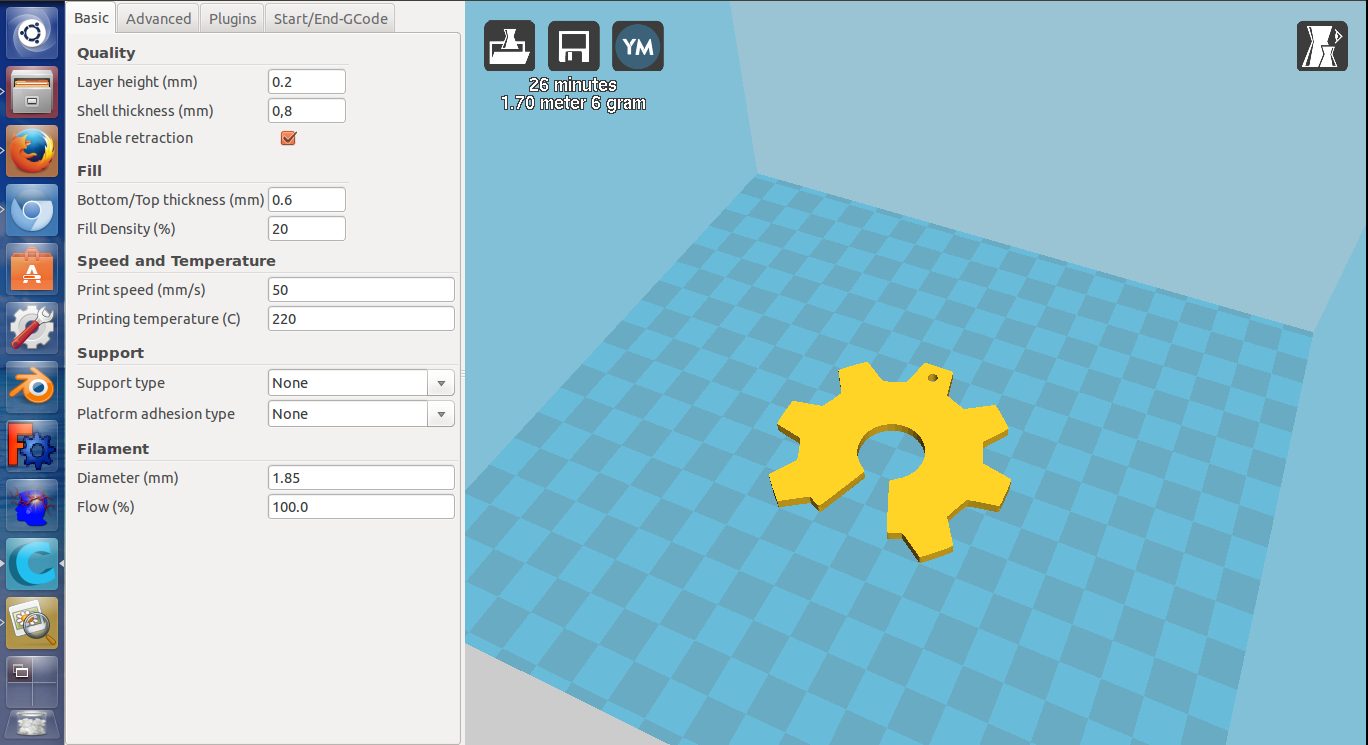 Basic Advanced Plugins Start/End-GCode
Quality
Layer height (mm) 0.2
Shell thickness (mm) 0,8
Enable retraction
Fill
Bottom/Top thickness (mm) 0.6
Fill Density (%) 20
Speed and Temperature
Print speed (mm/s) 50
Printing temperature (C) 220
Support
Support type None
Platform adhesion type None
Filament
Diameter (mm) 1.85
Flow (%) 100.0
YM
26 minutes
1.70 meter 6 gram